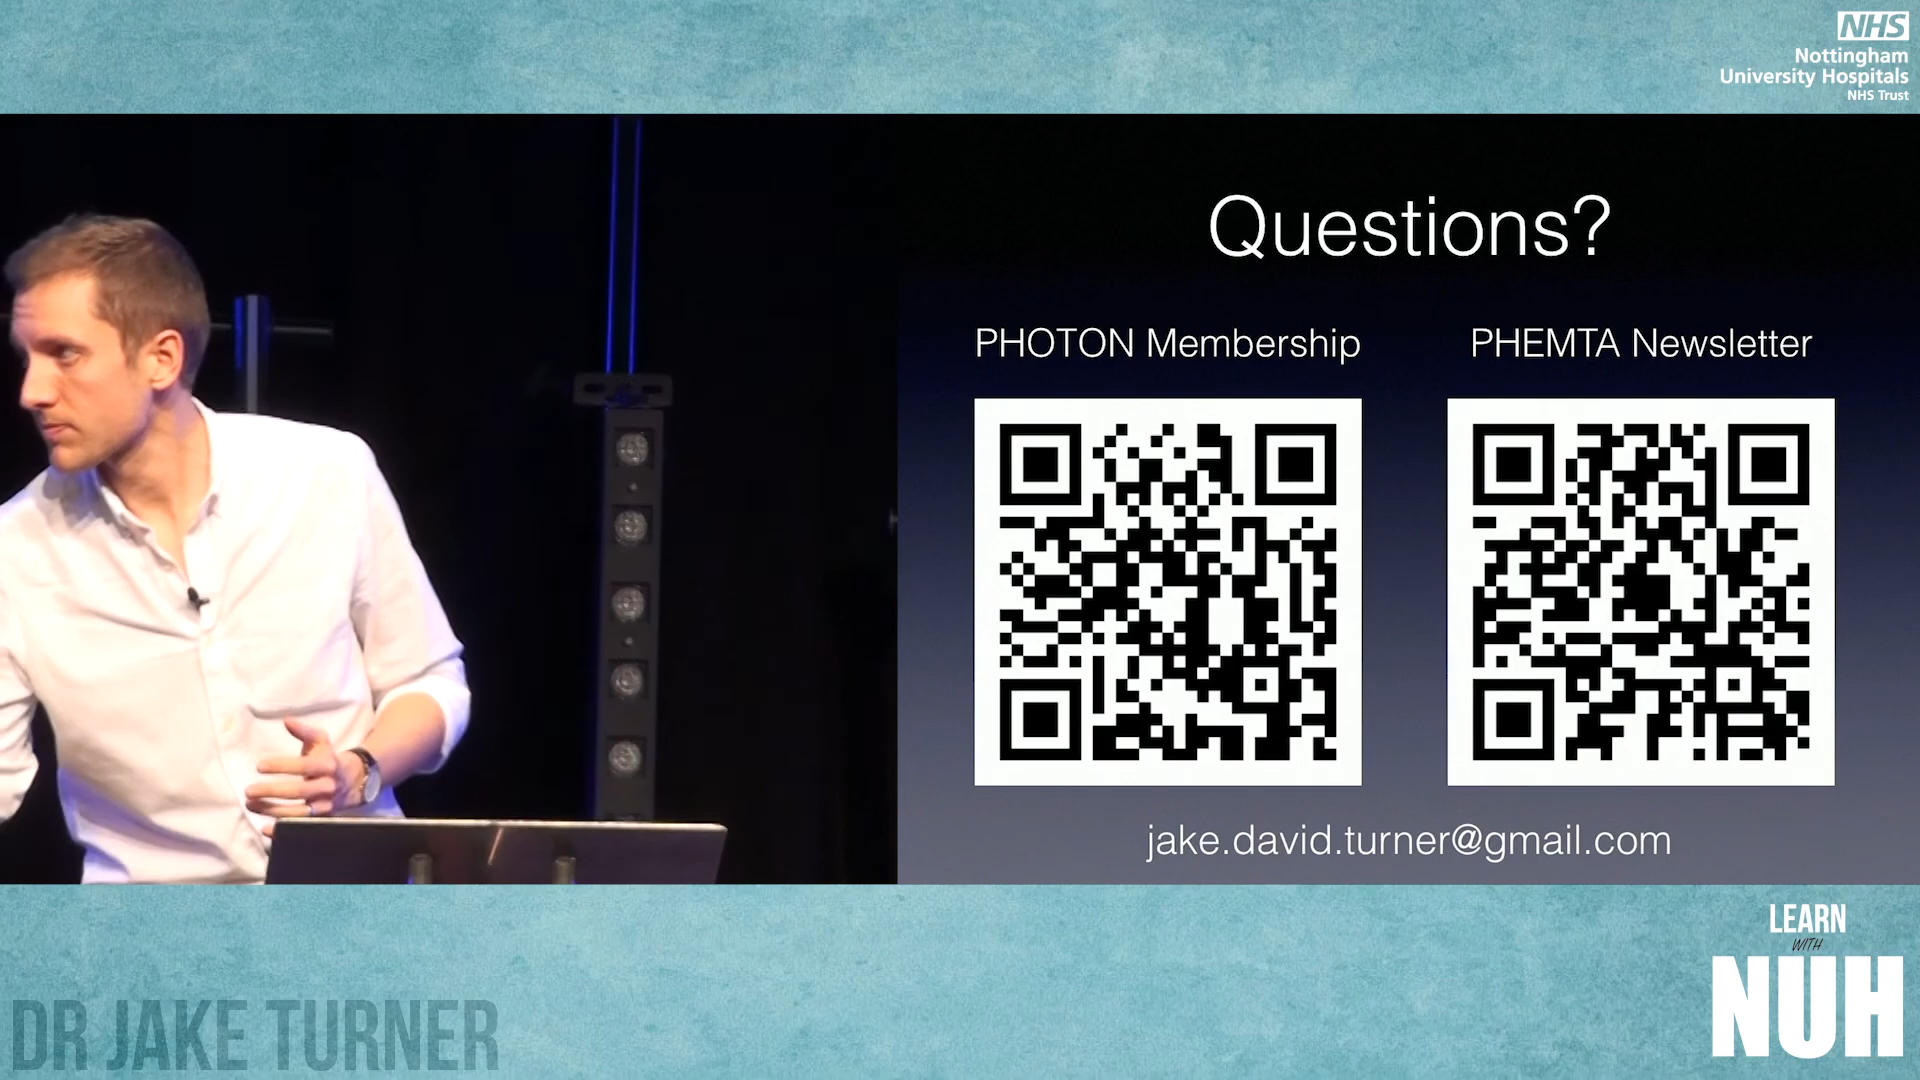 NHS
Nottingham
University Hospitals
NHS Trust
Questions?
PHOTON Membership
PHEMTA Newsletter
jake.david.turner@gmail.com
DR JAKE TURNER
LEARN
WITH
NUH